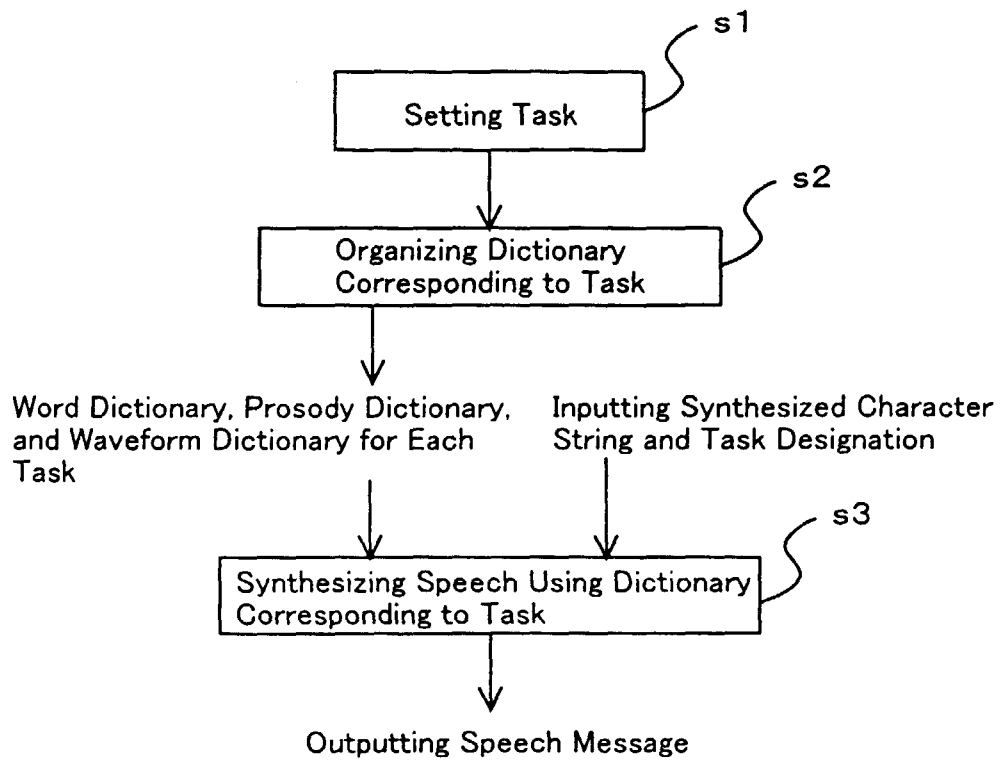 s1
Setting Task
s2
Organizing Dictionary
Corresponding to Task
Word Dictionary, Prosody Dictionary,
and Waveform Dictionary for Each
Task
Inputting Synthesized Character
String and Task Designation
s3
Synthesizing Speech Using Dictionary
Corresponding to Task
Outputting Speech Message